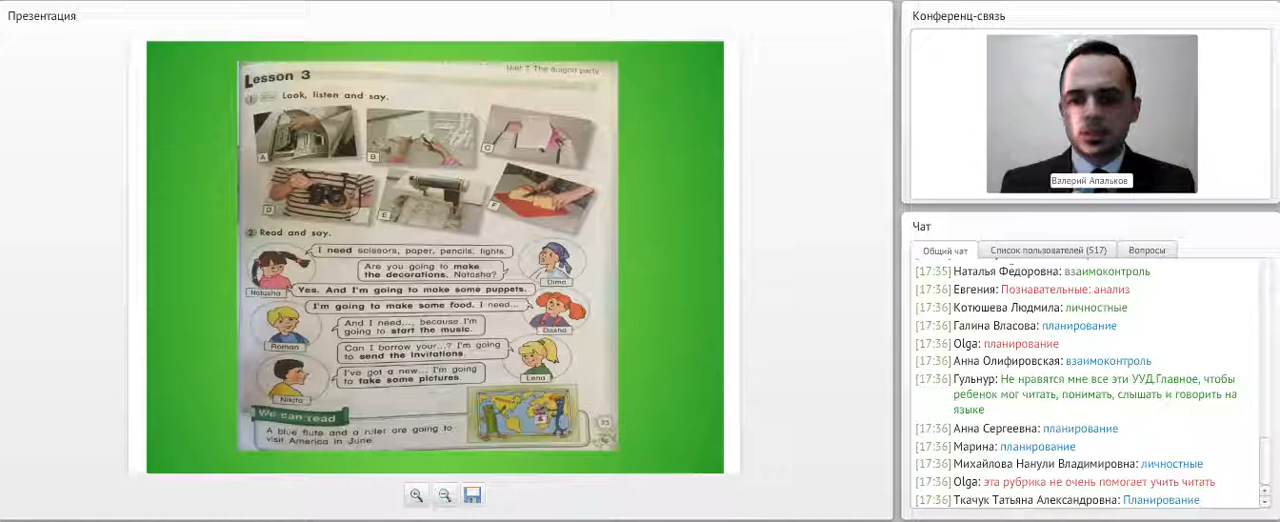 Презентация
Lesson 3
Unit 7 The dragon party
1 Look, listen and say.
A
B
C
D
E
F
2 Read and say.
I need scissors, paper, pencils, lights.
Are you going to make
the decorations, Natasha?
Natasha
Dima
Yes. And I'm going to make some puppets.
I'm going to make some food. I need...
And I need..., because I'm
going to start the music.
Roman
Dasha
Can I borrow your...? I'm going
to send the invitations.
I've got a new... I'm going
to take some pictures.
Lena
Nikita
We can read
A blue flute and a ruler are going to
visit America in June.
73
Конференц-связь
Валерий Апальков
Чат
Общий чат
Список пользователей (517)
Вопросы
[17:35] Наталья Фёдоровна: взаимоконтроль
[17:36] Евгения: Познавательные: анализ
[17:36] Котюшева Людмила: личностные
[17:36] Галина Власова: планирование
[17:36] Olga: планирование
[17:36] Анна Олифировская: взаимоконтроль
[17:36] Гульнур: Не нравятся мне все эти УУД.Главное, чтобы
ребенок мог читать, понимать, слышать и говорить на
языке
[17:36] Анна Сергеевна: планирование
[17:36] Марина: планирование
[17:36] Михайлова Нанули Владимировна: личностные
[17:36] Olga: эта рубрика не очень помогает учить читать
[17:36] Ткачук Татьяна Александровна: Планирование